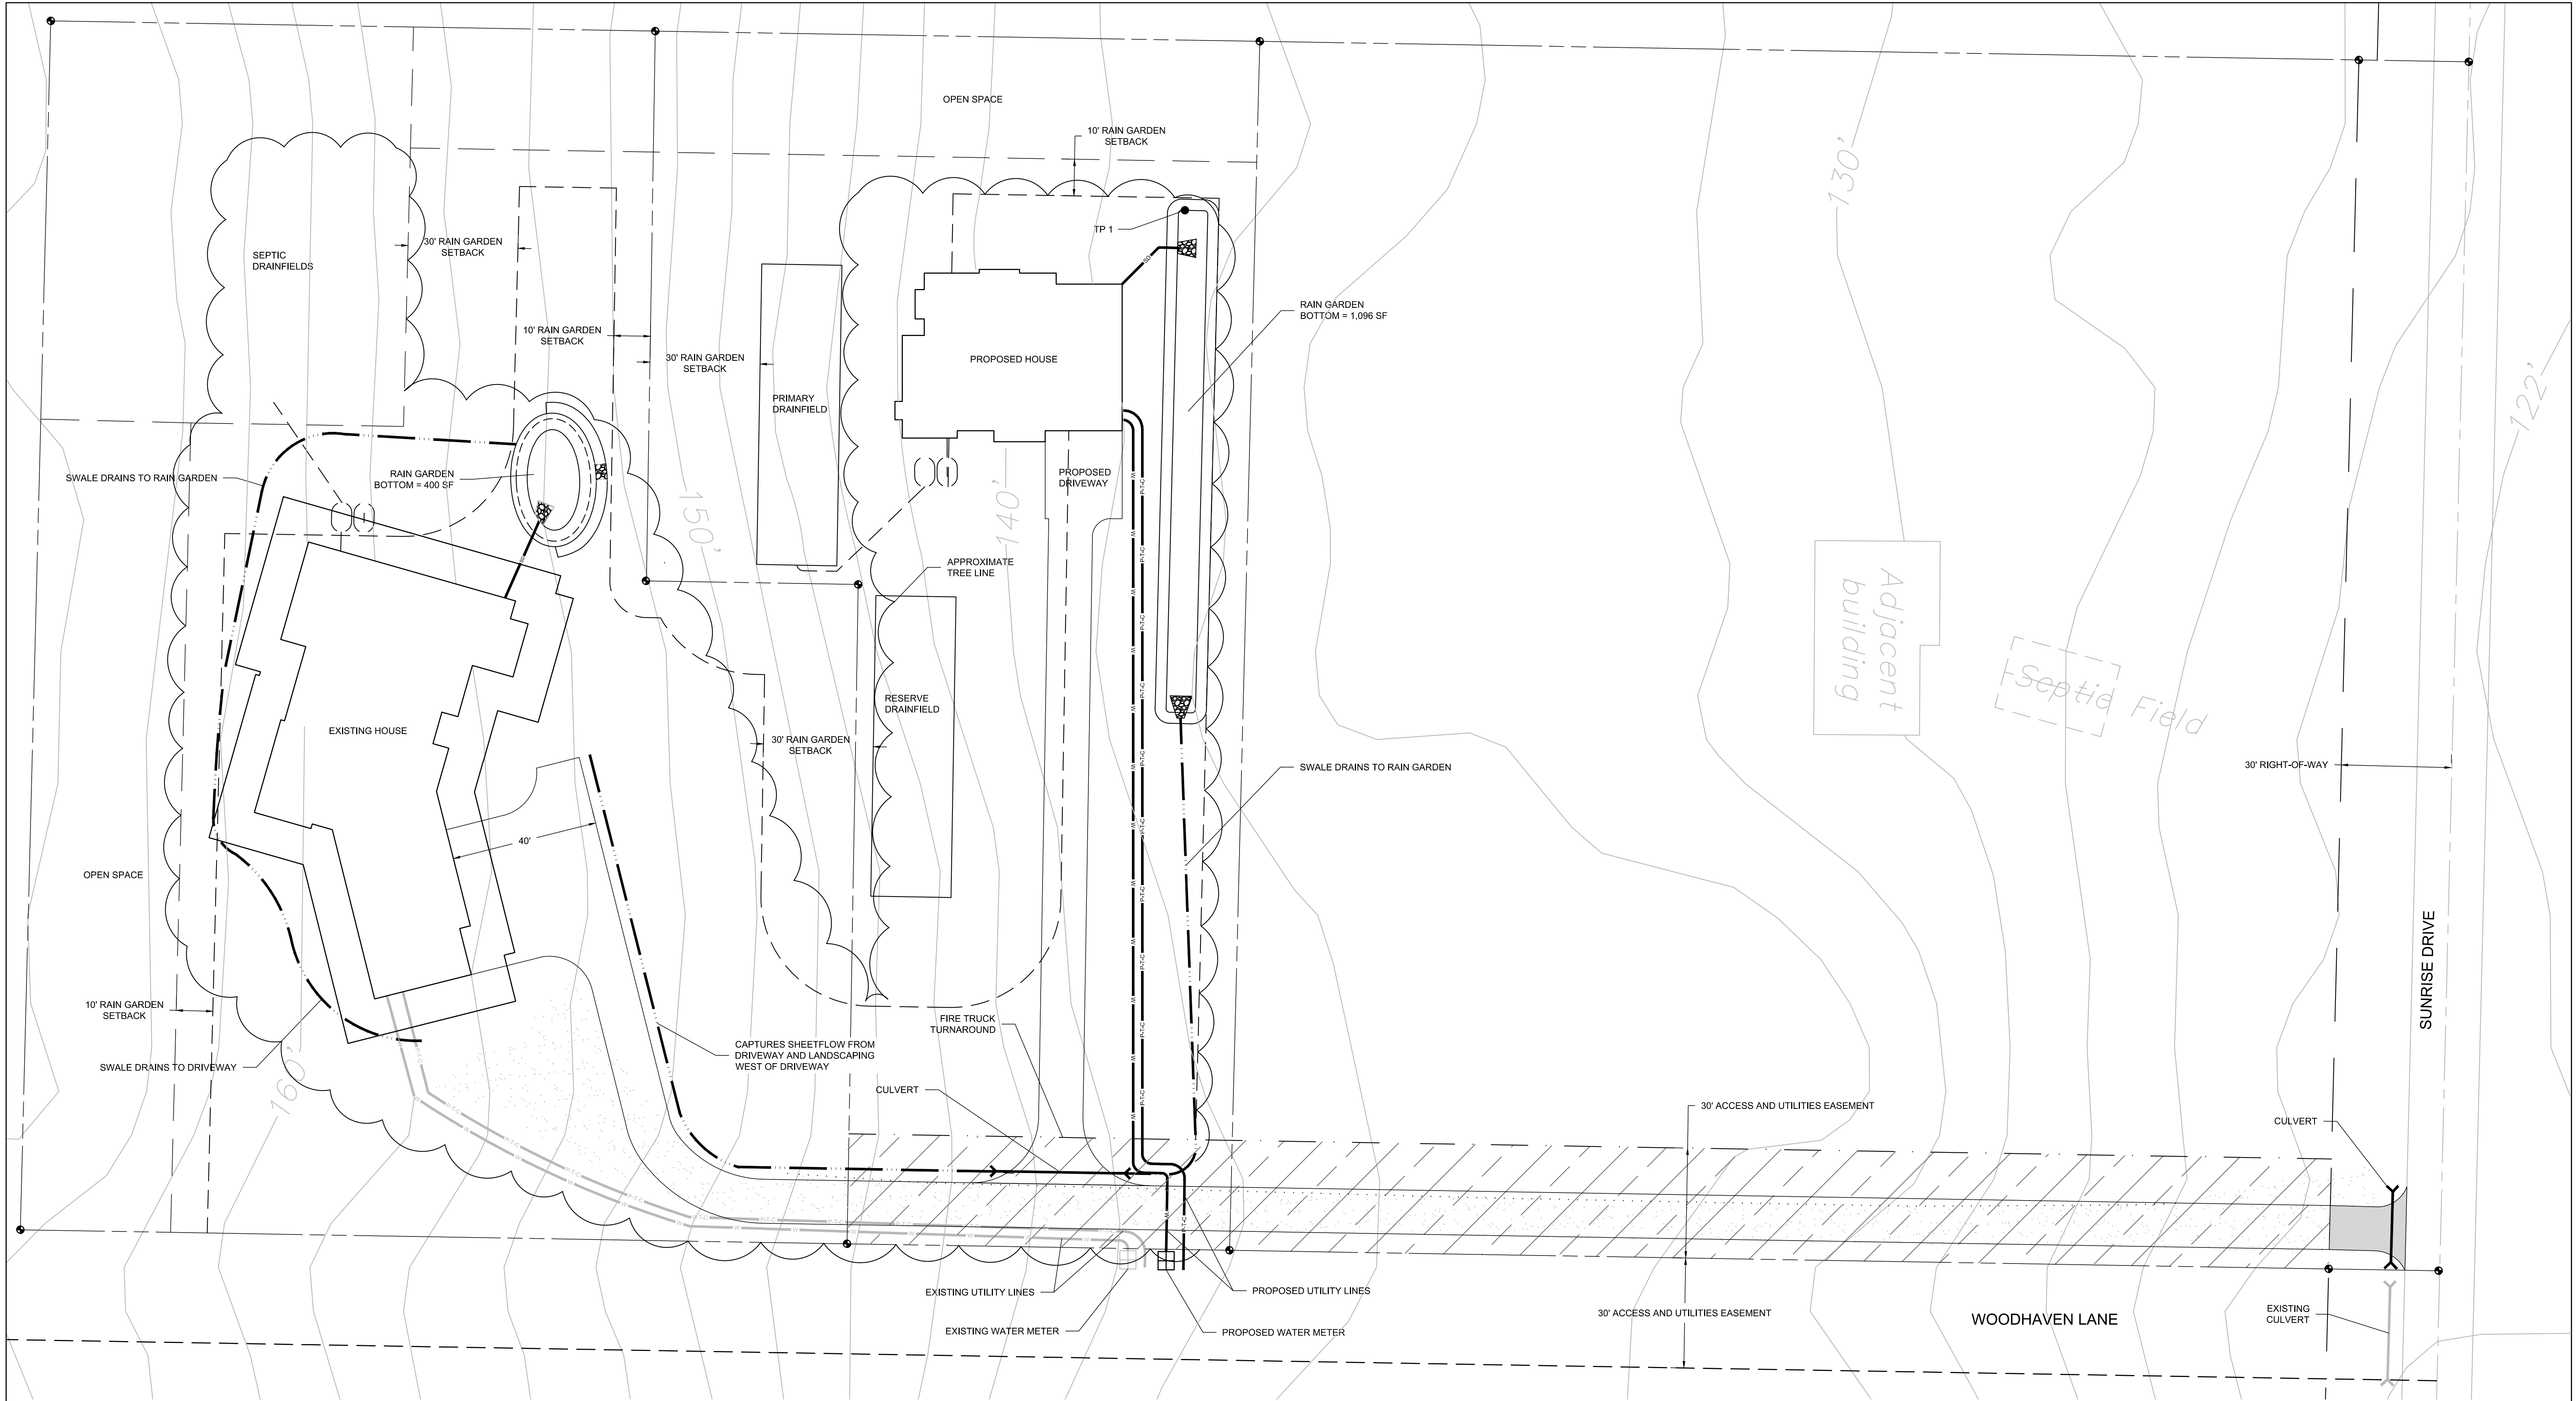 OPEN SPACE
10' RAIN GARDEN
SETBACK
130'
TP 1
SEPTIC
DRAINFIELDS
30' RAIN GARDEN
SETBACK
SD
RAIN GARDEN
BOTTOM = 1,096 SF
10' RAIN GARDEN
SETBACK
30' RAIN GARDEN
SETBACK
PROPOSED HOUSE
PRIMARY
DRAINFIELD
122'
SWALE DRAINS TO RAIN GARDEN
RAIN GARDEN
BOTTOM = 400 SF
PROPOSED
DRIVEWAY
150'
140'
APPROXIMATE
TREE LINE
Adjacent
building
Septic Field
RESERVE
DRAINFIELD
EXISTING HOUSE
30' RAIN GARDEN
SETBACK
SWALE DRAINS TO RAIN GARDEN
30' RIGHT-OF-WAY
40'
OPEN SPACE
SUNRISE DRIVE
10' RAIN GARDEN
SETBACK
FIRE TRUCK
TURNAROUND
CAPTURES SHEETFLOW FROM
DRIVEWAY AND LANDSCAPING
WEST OF DRIVEWAY
SWALE DRAINS TO DRIVEWAY
160'
CULVERT
30' ACCESS AND UTILITIES EASEMENT
CULVERT
W
P-T-C
EXISTING UTILITY LINES
PROPOSED UTILITY LINES
30' ACCESS AND UTILITIES EASEMENT
WOODHAVEN LANE
EXISTING
CULVERT
EXISTING WATER METER
PROPOSED WATER METER